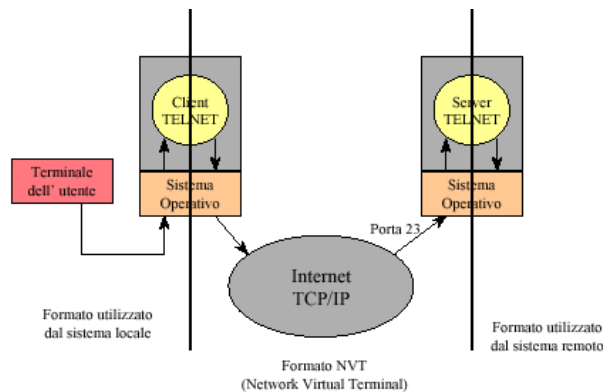 Client
TELNET
Server
TELNET
Terminale
dell' utente
Sistema
Operativo
Sistema
Operativo
Porta 23
Internet
TCP/IP
Formato utilizzato
dal sistema locale
Formato utilizzato
dal sistema remoto
Formato NVT
(Network Virtual Terminal)